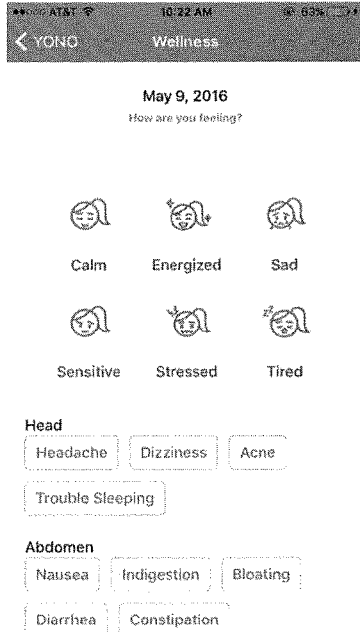 AT&T 10:22 AM 63%
YONO Wellness
May 9, 2016
How are you feeling?
Calm Energized Sad
Sensitive Stressed Tired
Head
Headache Dizziness Acne
Trouble Sleeping
Abdomen
Nausea Indigestion Bloating
Diarrhea Constipation